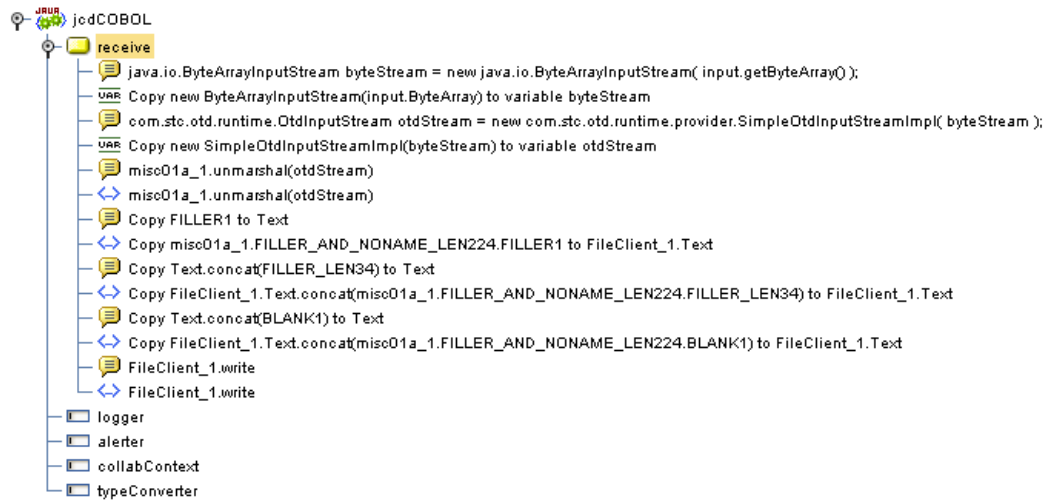 JAVA
jcdCOBOL
receive
java.io.ByteArrayInputStream byteStream = new java.io.ByteArrayInputStream( input.getByteArray() );
VAR Copy new ByteArrayInputStream(input.ByteArray) to variable byteStream
com.stc.otd.runtime.OtdInputStream otdStream = new com.stc.otd.runtime.provider.SimpleOtdInputStreamImpl( byteStream );
VAR Copy new SimpleOtdInputStreamImpl(byteStream) to variable otdStream
misc01a_1.unmarshal(otdStream)
misc01a_1.unmarshal(otdStream)
Copy FILLER1 to Text
Copy misc01a_1.FILLER_AND_NONAME_LEN224.FILLER1 to FileClient_1.Text
Copy Text.concat(FILLER_LEN34) to Text
Copy FileClient_1.Text.concat(misc01a_1.FILLER_AND_NONAME_LEN224.FILLER_LEN34) to FileClient_1.Text
Copy Text.concat(BLANK1) to Text
Copy FileClient_1.Text.concat(misc01a_1.FILLER_AND_NONAME_LEN224.BLANK1) to FileClient_1.Text
FileClient_1.write
FileClient_1.write
logger
alerter
collabContext
typeConverter